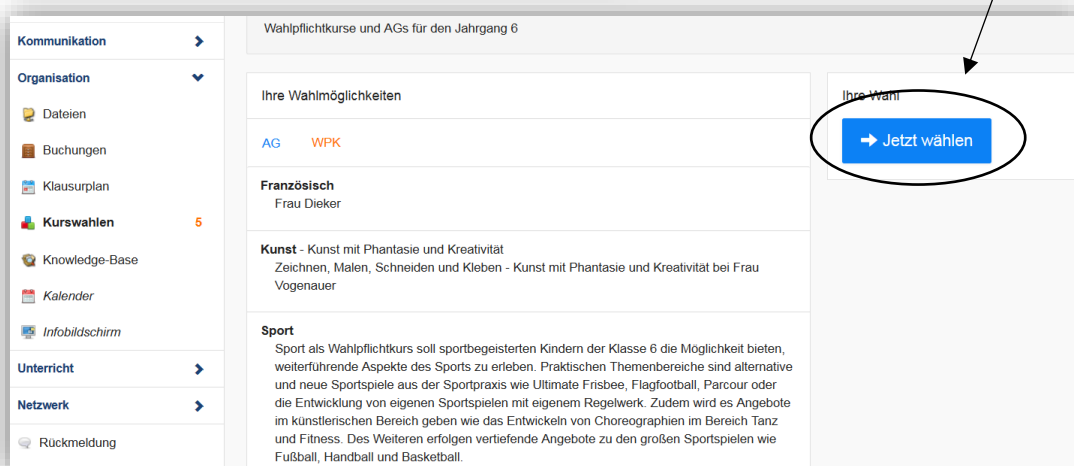 Wahlpflichtkurse und AGs für den Jahrgang 6
Kommunikation
Organisation
Dateien
Buchungen
Klausurplan
Kurswahlen 5
Knowledge-Base
Kalender
Infobildschirm
Unterricht
Netzwerk
Rückmeldung
Ihre Wahlmöglichkeiten
AG WPK
Französisch
Frau Dieker
Kunst - Kunst mit Phantasie und Kreativität
Zeichnen, Malen, Schneiden und Kleben - Kunst mit Phantasie und Kreativität bei Frau
Vogenauer
Sport
Sport als Wahlpflichtkurs soll sportbegeisterten Kindern der Klasse 6 die Möglichkeit bieten,
weiterführende Aspekte des Sports zu erleben. Praktischen Themenbereiche sind alternative
und neue Sportspiele aus der Sportpraxis wie Ultimate Frisbee, Flagfootball, Parcour oder
die Entwicklung von eigenen Sportspielen mit eigenem Regelwerk. Zudem wird es Angebote
im künstlerischen Bereich geben wie das Entwickeln von Choreographien im Bereich Tanz
und Fitness. Des Weiteren erfolgen vertiefende Angebote zu den großen Sportspielen wie
Fußball, Handball und Basketball.
Ihre Wahl
Jetzt wählen